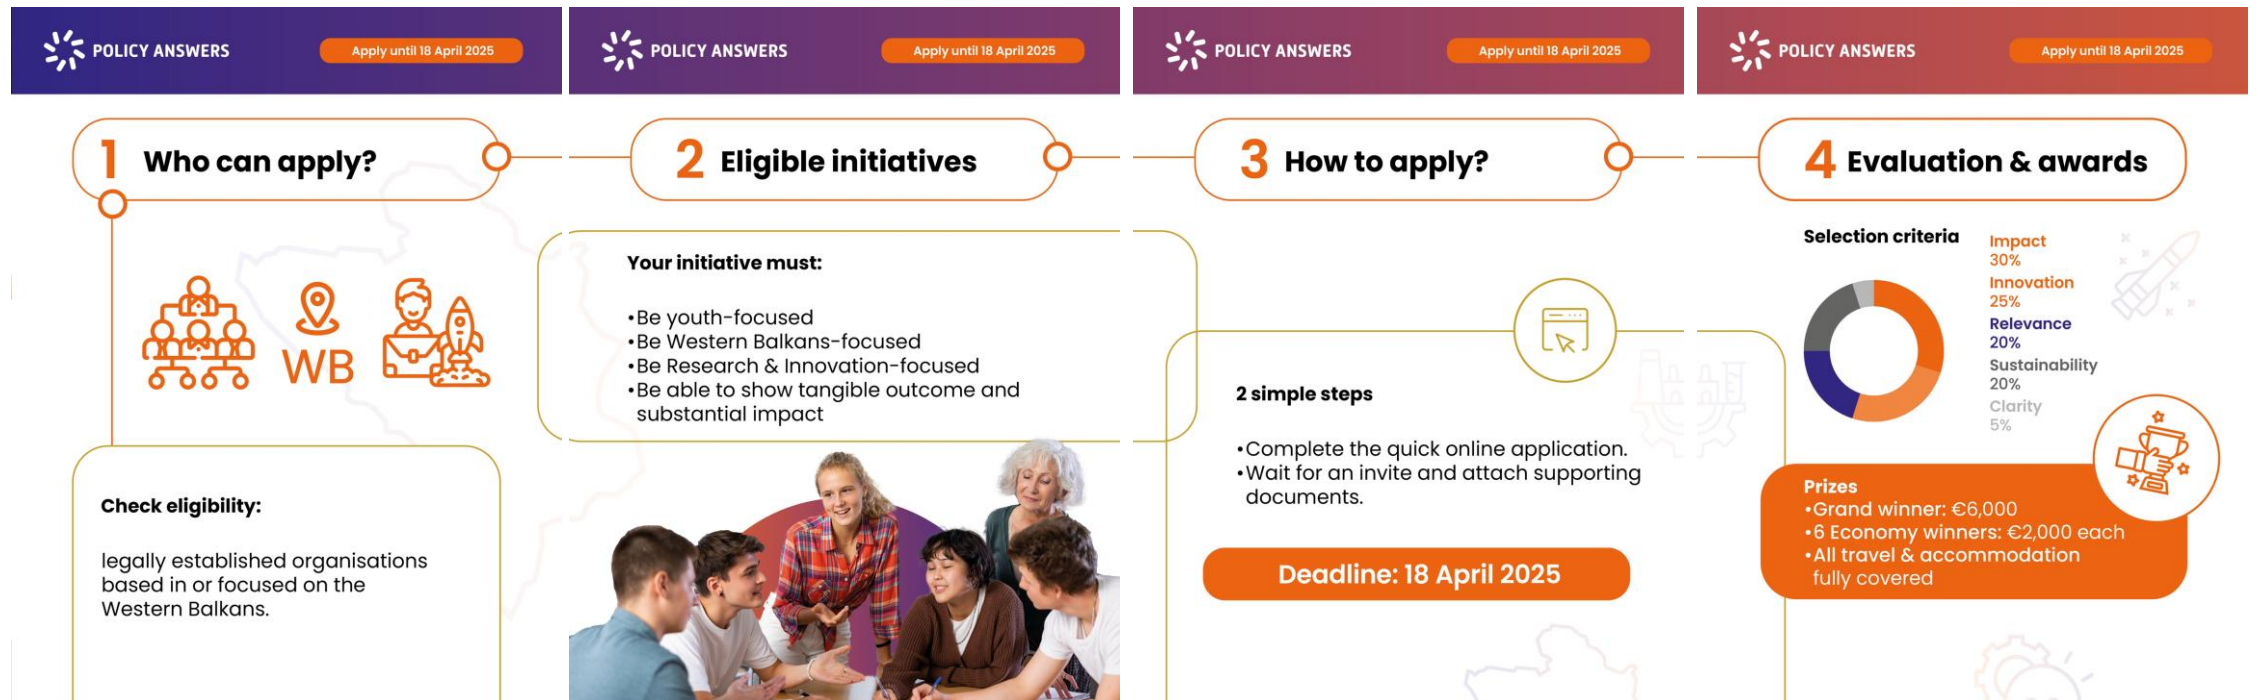 POLICY ANSWERS
Apply until 18 April 2025
1 Who can apply?
WB
Check eligibility:
legally established organisations
based in or focused on the
Western Balkans.
POLICY ANSWERS
Apply until 18 April 2025
2 Eligible initiatives
Your initiative must:
•Be youth-focused
•Be Western Balkans-focused
•Be Research & Innovation-focused
•Be able to show tangible outcome and
substantial impact
POLICY ANSWERS
Apply until 18 April 2025
3 How to apply?
2 simple steps
•Complete the quick online application.
•Wait for an invite and attach supporting
documents.
Deadline: 18 April 2025
POLICY ANSWERS
Apply until 18 April 2025
4 Evaluation & awards
Selection criteria
Impact
30%
Innovation
25%
Relevance
20%
Sustainability
20%
Clarity
5%
Prizes
•Grand winner: €6,000
•6 Economy winners: €2,000 each
•All travel & accommodation
fully covered